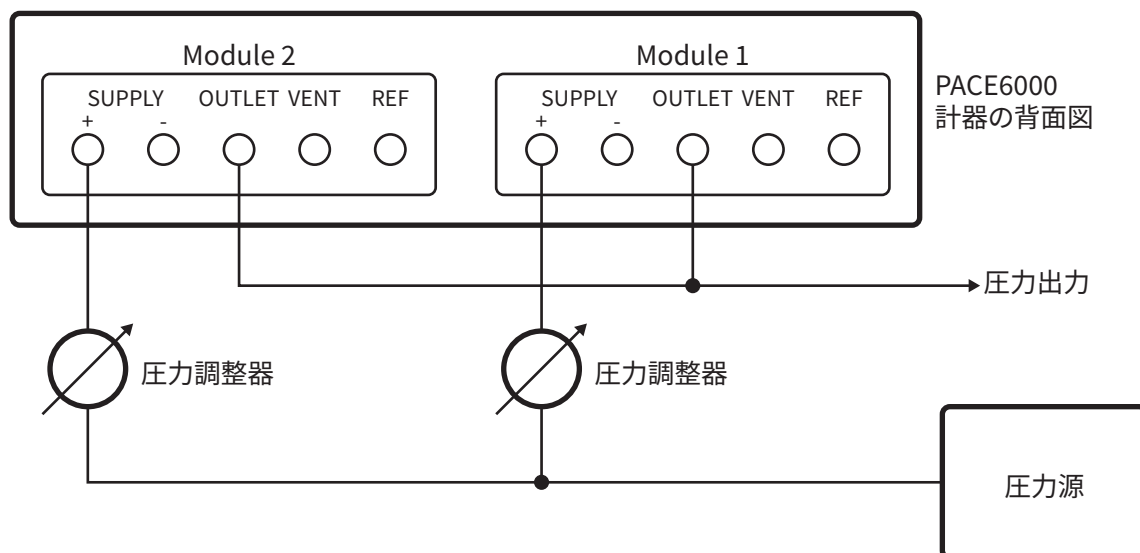 Module 2
Module 1
SUPPLY OUTLET VENT REF
+ -
SUPPLY OUTLET VENT REF
+ -
PACE6000
計器の背面図
圧力出力
圧力調整器
圧力調整器
圧力源